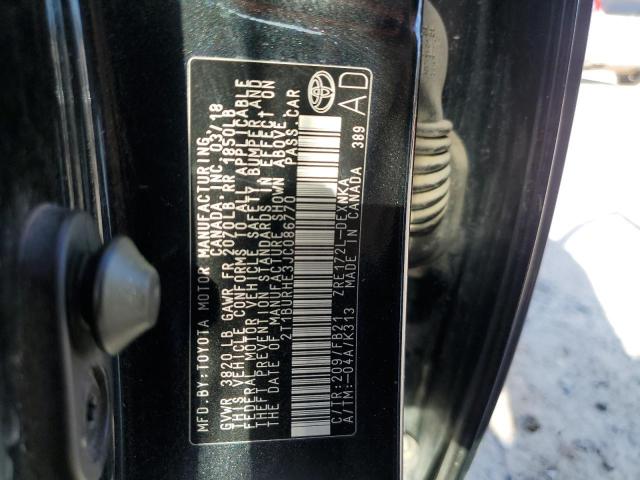 MFD. BY: TOYOTA MOTOR MANUFACTURING,
CANADA, INC. 03/18
GVWR 3820 LB GAWR FR 2070LB RR 1850LB
THIS VEHICLE CONFORMS TO ALL APPLICABLE
FEDERAL MOTOR VEHICLE SAFETY, BUMPER, AND
THEFT PREVENTION STANDARDS IN EFFECT ON
THE DATE OF MANUFACTURE SHOWN ABOVE.
2T1BURHE3JC086770 PASS. CAR
C/TR:209/FB21 ZRE172L-DEXNKA
A/TM:-04A/K313 MADE IN CANADA 389
AD